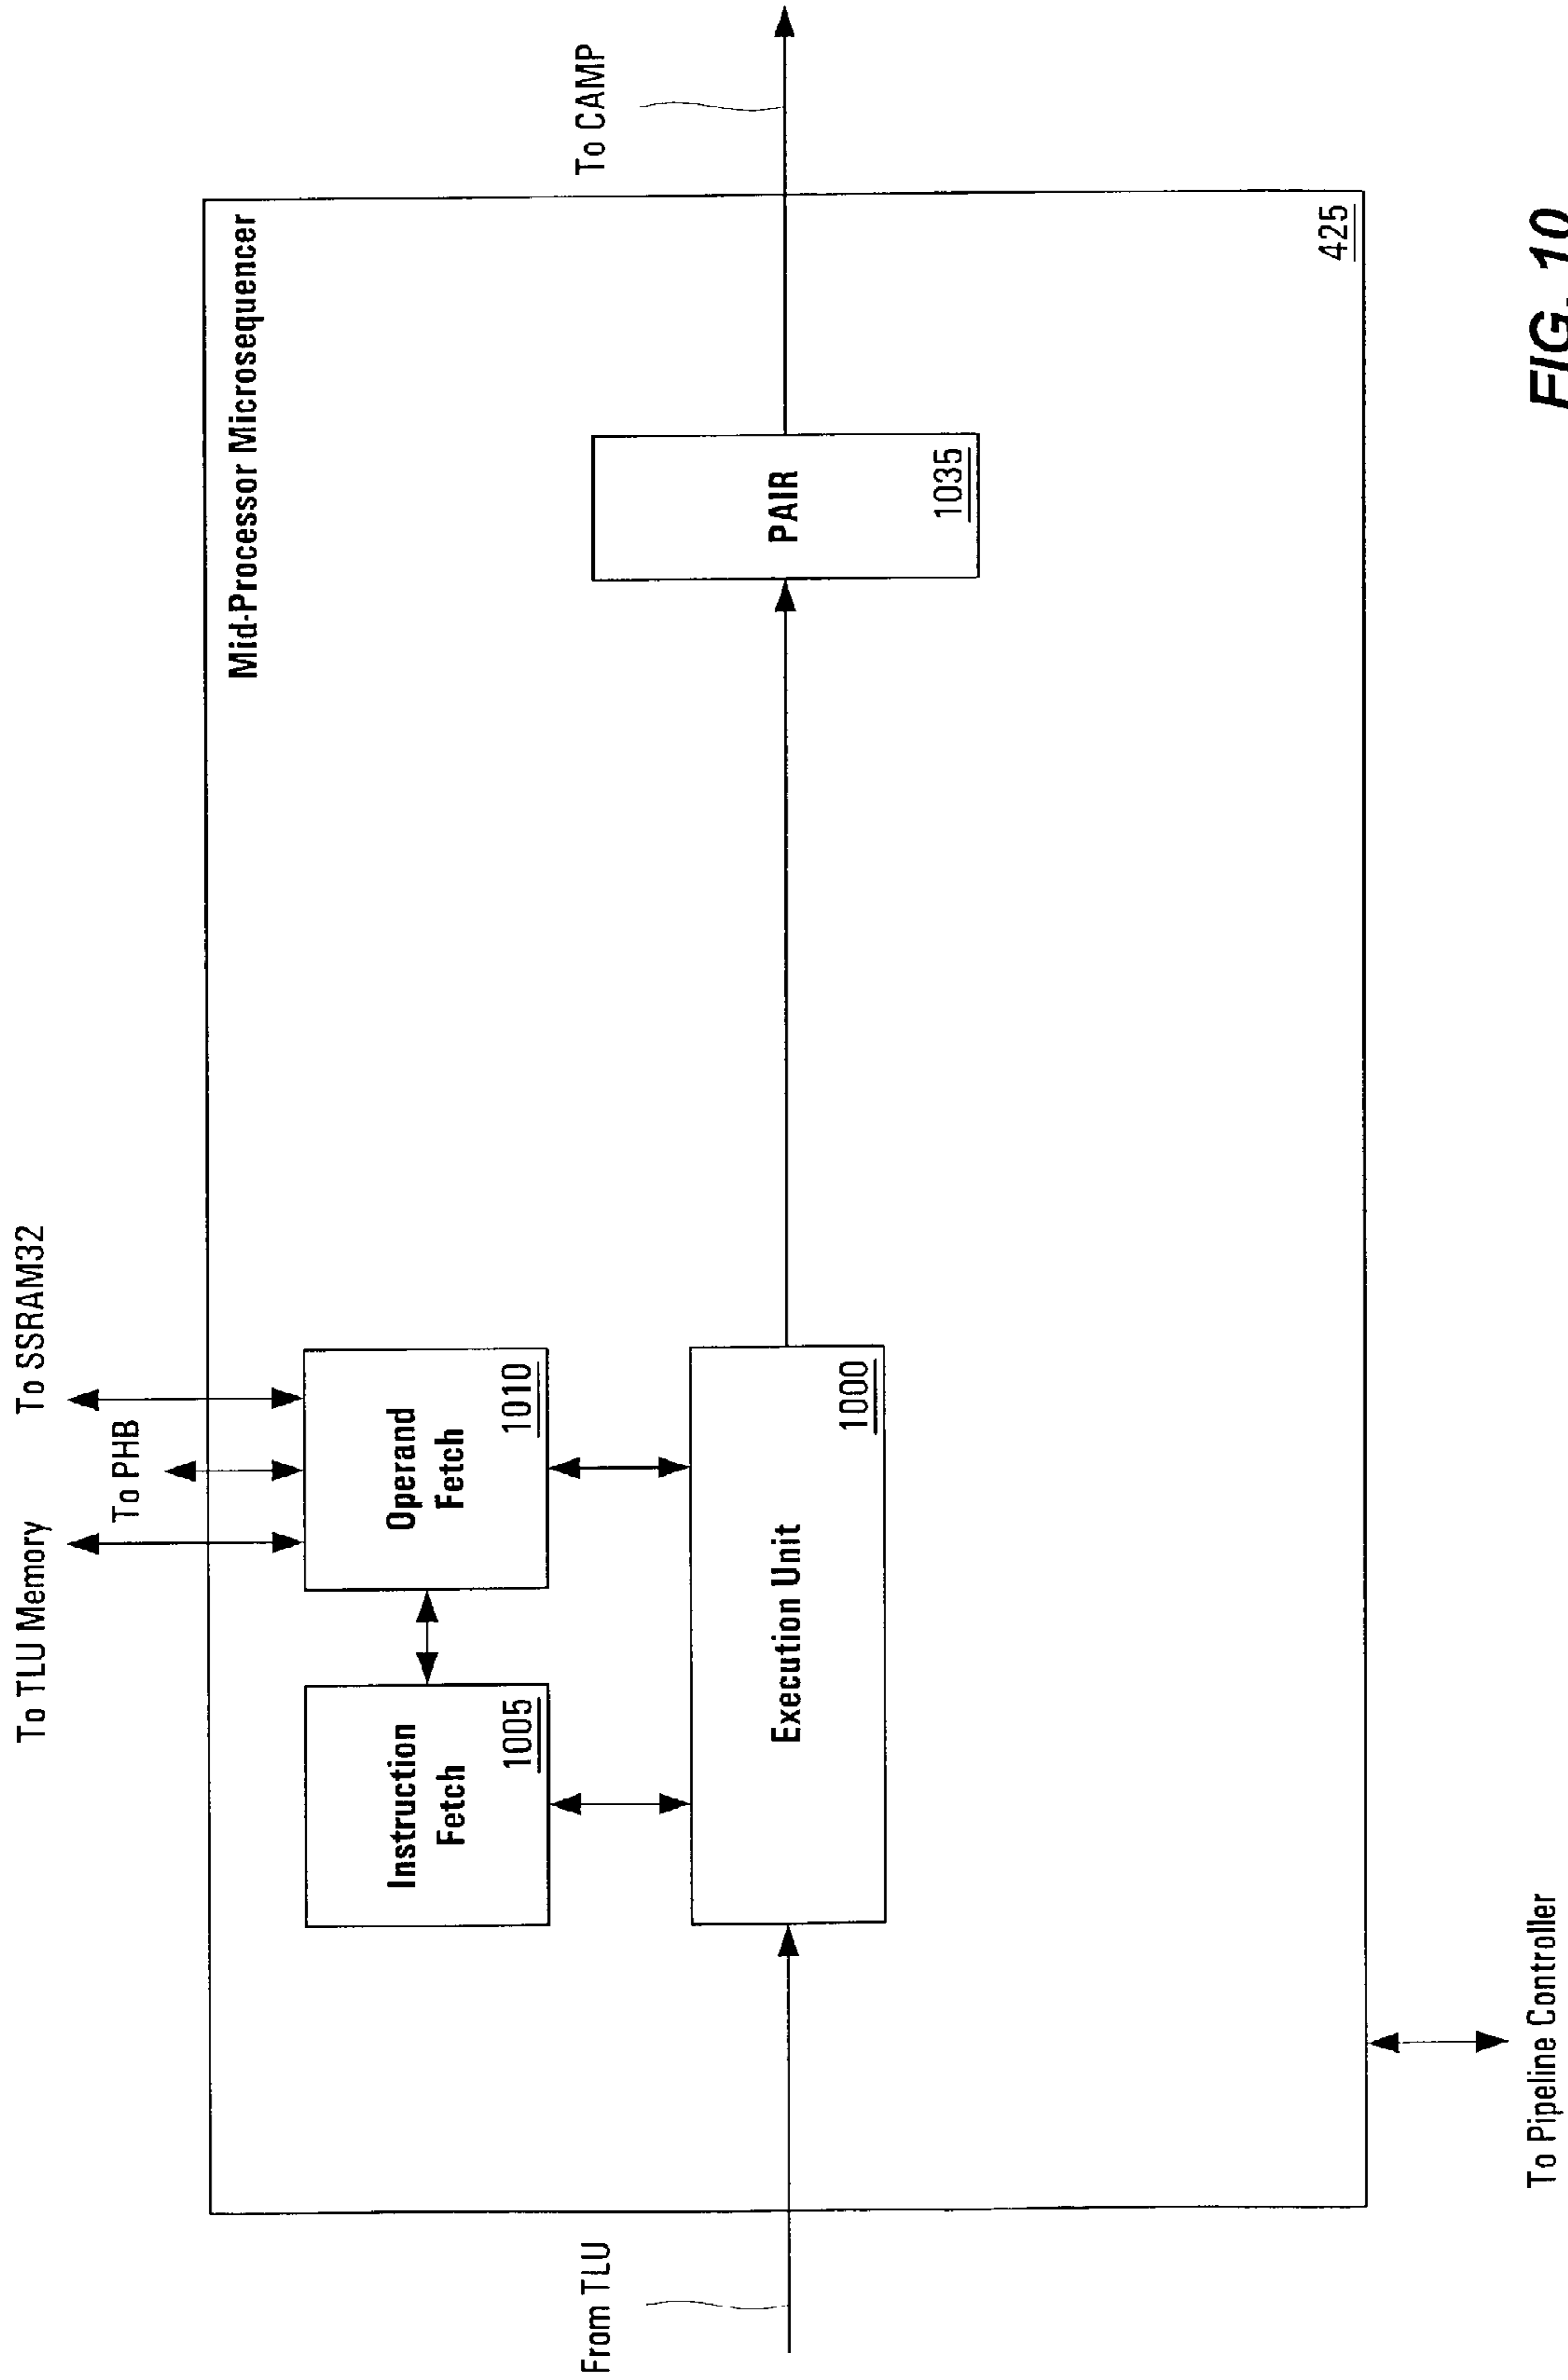 To TLU Memory
To PHB
To SSRAM32
Mid-Processor Microsequencer
Instruction
Fetch
1005
Operand
Fetch
1010
From TLU
Execution Unit
1000
PAIR
1035
To CAMP
425
To Pipeline Controller
FIG. 10